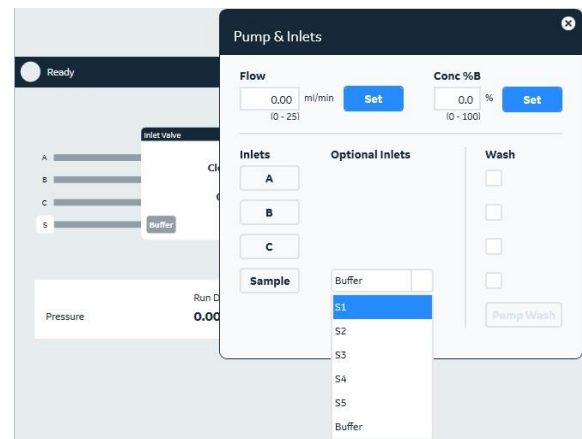 Pump & Inlets
Ready
Flow
Conc %B
0.00 ml/min Set
0.0 % Set
(0 - 25)
(0 - 100)
Inlet Valve
Inlets
Optional Inlets
Wash
A
B
C
S
Buffer
A
B
C
Sample
Buffer
S1
S2
S3
S4
S5
Buffer
Pump Wash
Pressure
0.00